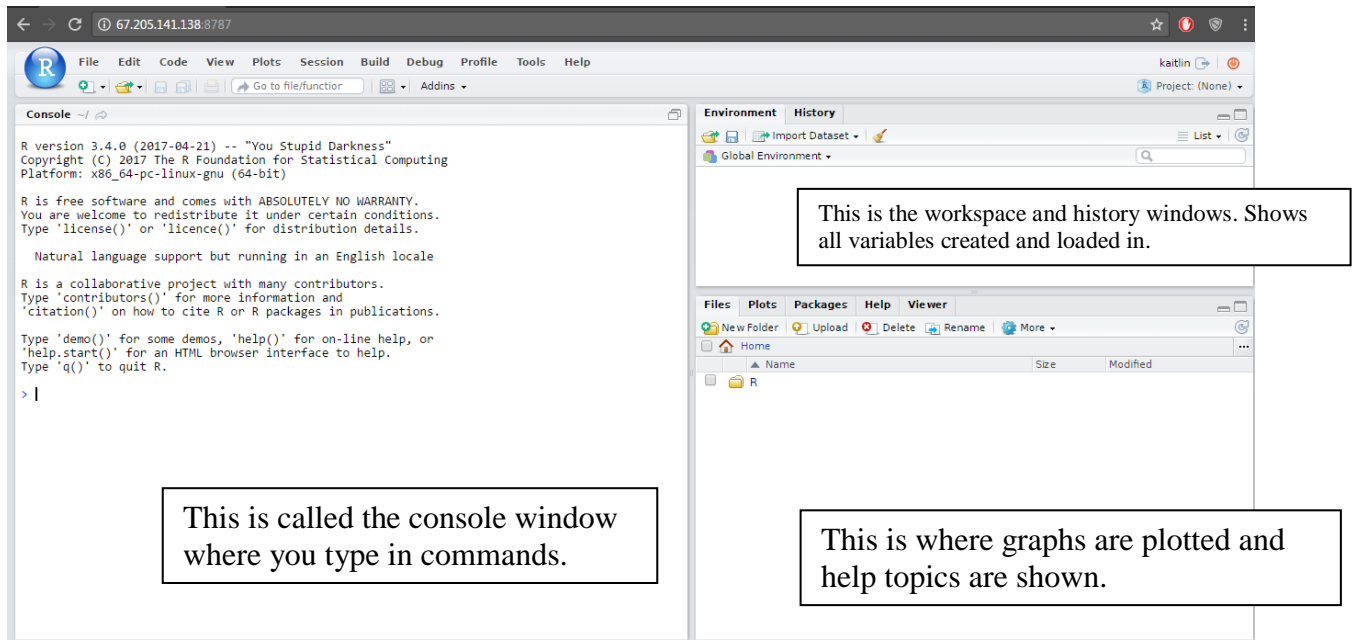 67.205.141.138:8787
R
File Edit Code View Plots Session Build Debug Profile Tools Help
kaitlin
Go to file/functior
Addins
Project: (None)
Console ~/
R version 3.4.0 (2017-04-21) -- "You Stupid Darkness"
Copyright (C) 2017 The R Foundation for Statistical Computing
Platform: x86_64-pc-linux-gnu (64-bit)
R is free software and comes with ABSOLUTELY NO WARRANTY.
You are welcome to redistribute it under certain conditions.
Type 'license()' or 'licence()' for distribution details.
Natural language support but running in an English locale
R is a collaborative project with many contributors.
Type 'contributors()' for more information and
'citation()' on how to cite R or R packages in publications.
Type 'demo()' for some demos, 'help()' for on-line help, or
'help.start()' for an HTML browser interface to help.
Type 'q()' to quit R.
>
This is called the console window
where you type in commands.
Environment History
Import Dataset
List
Global Environment
This is the workspace and history windows. Shows
all variables created and loaded in.
Files Plots Packages Help Viewer
New Folder Upload Delete Rename More
Home
...
Name Size Modified
R
This is where graphs are plotted and
help topics are shown.